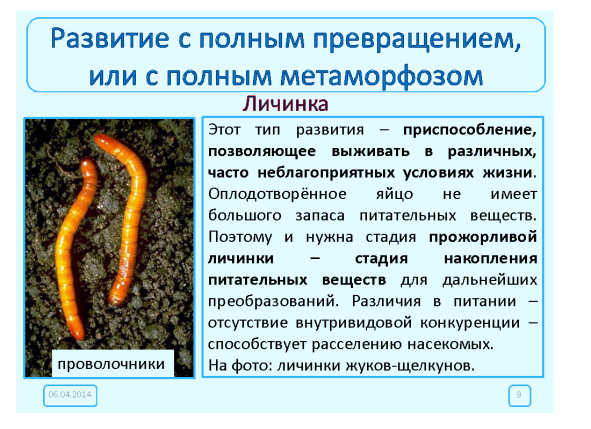 Развитие с полным превращением,
или с полным метаморфозом
Личинка
Этот тип развития – приспособление,
позволяющее выживать в различных,
часто неблагоприятных условиях жизни.
Оплодотворённое яйцо не имеет
большого запаса питательных веществ.
Поэтому и нужна стадия прожорливой
личинки – стадия накопления
питательных веществ для дальнейших
преобразований. Различия в питании –
отсутствие внутривидовой конкуренции –
способствует расселению насекомых.
На фото: личинки жуков-щелкунов.
проволочники
06.04.2014
9